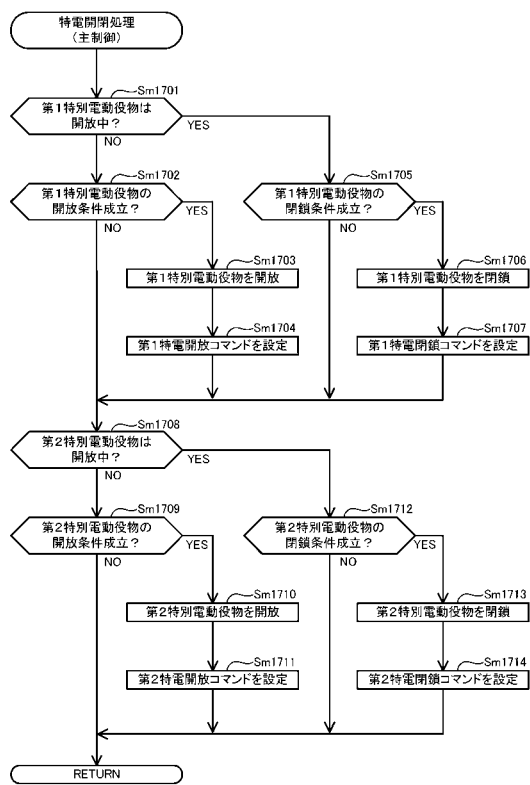 特電開閉処理
(主制御)
Sm1701
第1特別電動役物は
開放中?
YES
NO
Sm1702
第1特別電動役物の
開放条件成立?
YES
NO
Sm1705
第1特別電動役物の
閉鎖条件成立?
YES
NO
Sm1703
第1特別電動役物を開放
Sm1706
第1特別電動役物を閉鎖
Sm1704
第1特電開放コマンドを設定
Sm1707
第1特電閉鎖コマンドを設定
Sm1708
第2特別電動役物は
開放中?
YES
NO
Sm1709
第2特別電動役物の
開放条件成立?
YES
NO
Sm1712
第2特別電動役物の
閉鎖条件成立?
YES
NO
Sm1710
第2特別電動役物を開放
Sm1713
第2特別電動役物を閉鎖
Sm1711
第2特電開放コマンドを設定
Sm1714
第2特電閉鎖コマンドを設定
RETURN